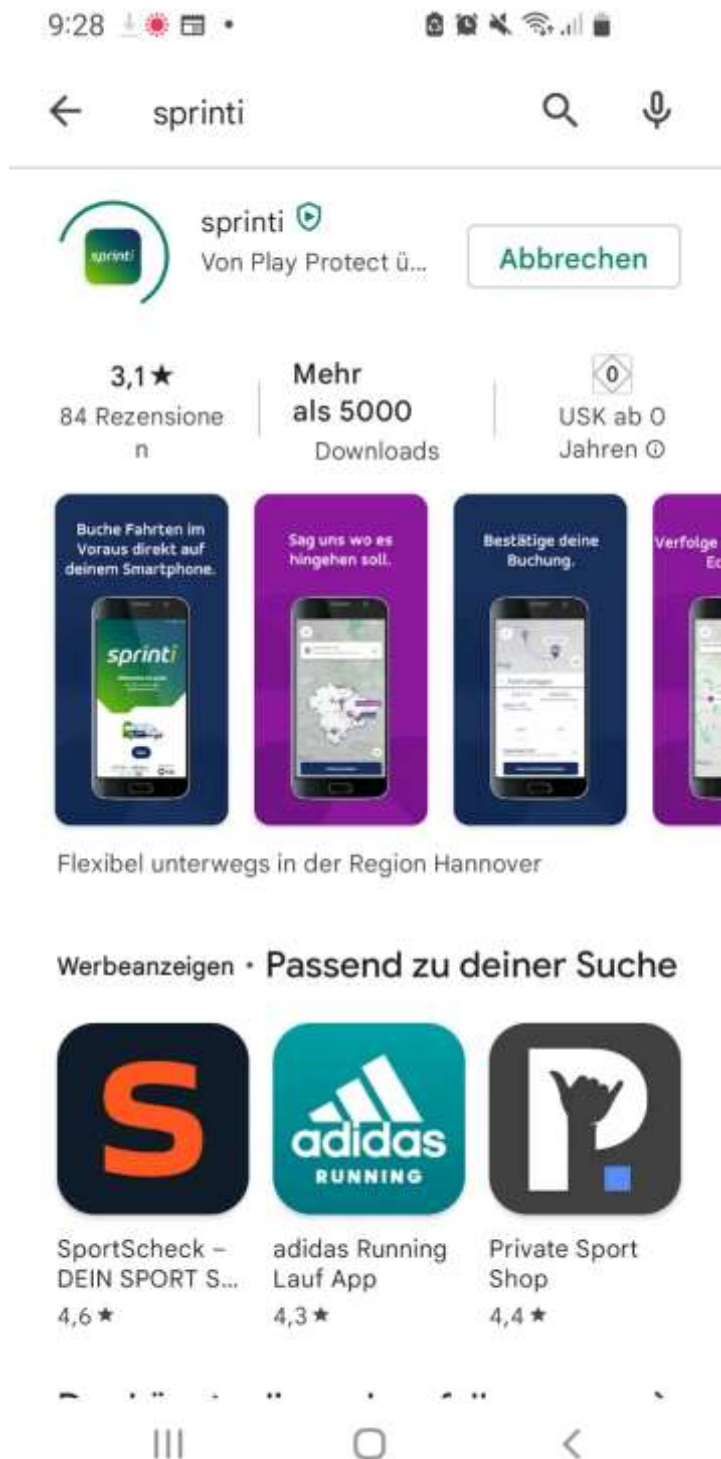 9:28
sprinti
sprinti
sprinti
Von Play Protect ü...
Abbrechen
3,1★
84 Rezensione
n
Mehr
als 5000
Downloads
0
USK ab 0
Jahren
Buche Fahrten im
Voraus direkt auf
deinem Smartphone.
sprinti
Sag uns wo es
hingehen soll.
Bestätige deine
Buchung.
Verfolge
Flexibel unterwegs in der Region Hannover
Werbeanzeigen • Passend zu deiner Suche
S
adidas
RUNNING
P.
SportScheck –
DEIN SPORT S...
4,6★
adidas Running
Lauf App
4,3★
Private Sport
Shop
4,4★